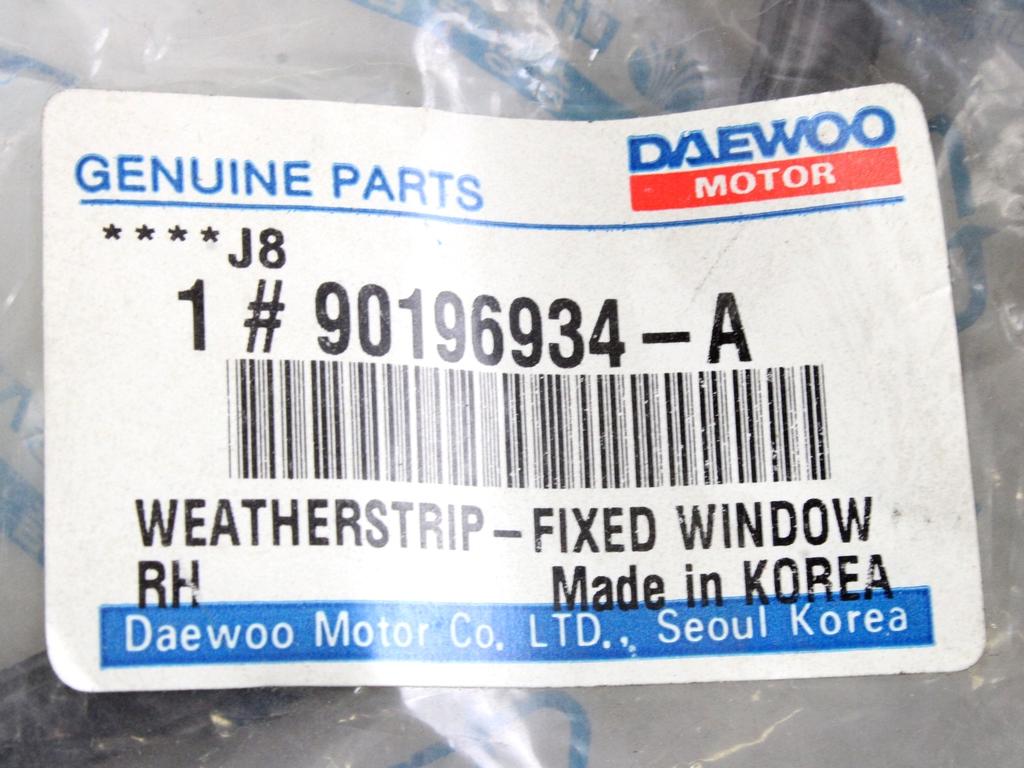 GENUINE PARTS
DAEWOO
MOTOR
****J8
1 # 90196934-A
WEATHERSTRIP-FIXED WINDOW
RH Made in KOREA
Daewoo Motor Co. LTD., Seoul Korea